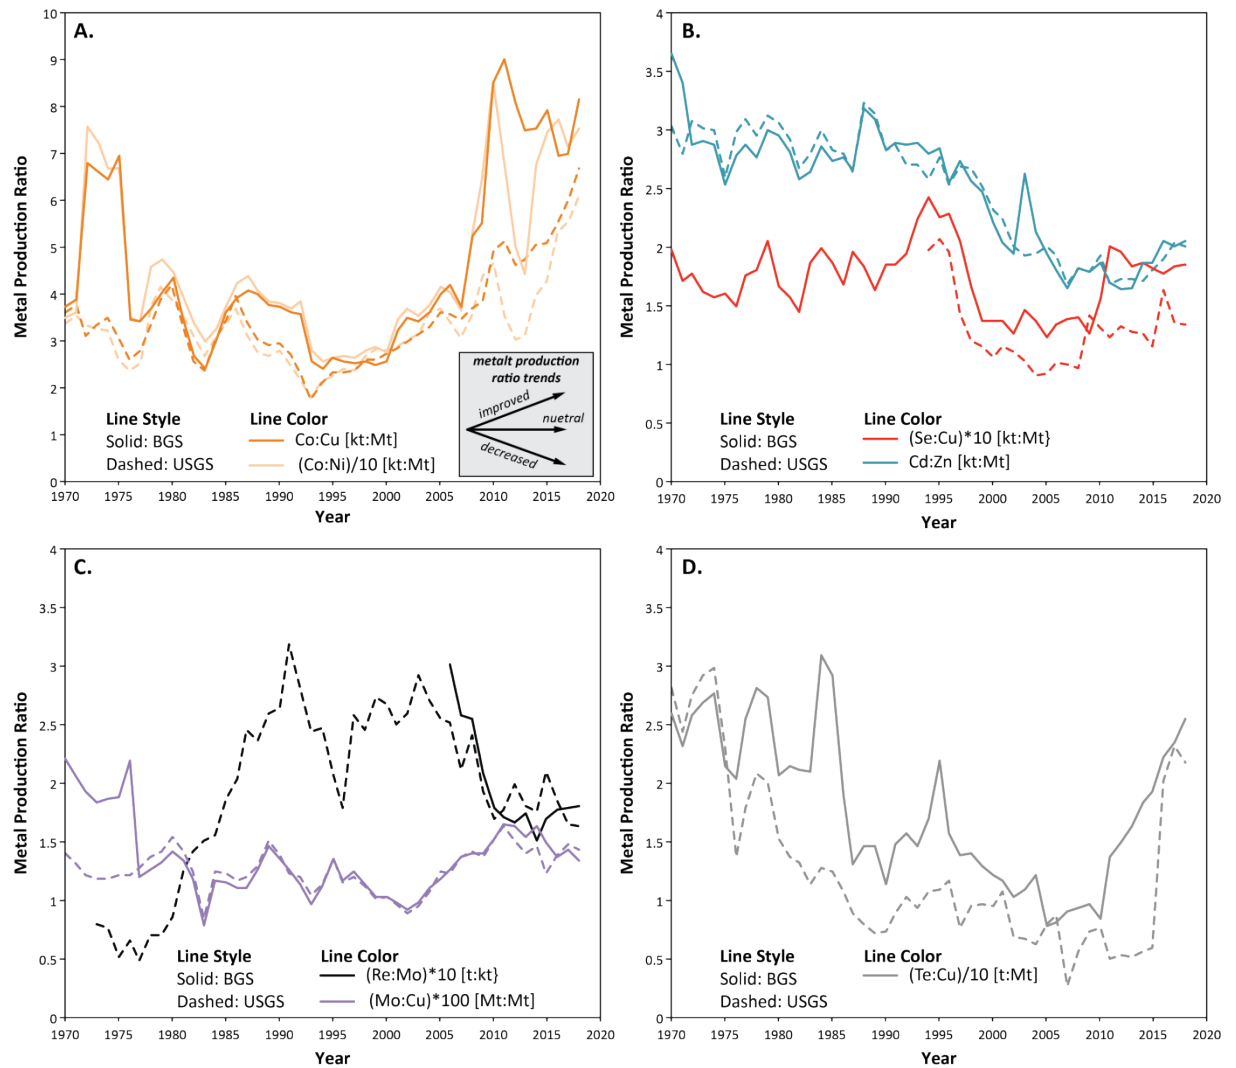 A.
Metal Production Ratio
10
9
8
7
6
5
4
3
2
1
0
1970 1975 1980 1985 1990 1995 2000 2005 2010 2015 2020
Year
Line Style
Solid: BGS
Dashed: USGS
Line Color
Co:Cu [kt:Mt]
(Co:Ni)/10 [kt:Mt]
metalt production
ratio trends
improved
nuetral
decreased
B.
Metal Production Ratio
4
3.5
3
2.5
2
1.5
1
0.5
0
1970 1975 1980 1985 1990 1995 2000 2005 2010 2015 2020
Year
Line Style
Solid: BGS
Dashed: USGS
Line Color
(Se:Cu)*10 [kt:Mt}
Cd:Zn [kt:Mt]
C.
Metal Production Ratio
4
3.5
3
2.5
2
1.5
1
0.5
0
1970 1975 1980 1985 1990 1995 2000 2005 2010 2015 2020
Year
Line Style
Solid: BGS
Dashed: USGS
Line Color
(Re:Mo)*10 [t:kt}
(Mo:Cu)*100 [Mt:Mt]
D.
Metal Production Ratio
4
3.5
3
2.5
2
1.5
1
0.5
0
1970 1975 1980 1985 1990 1995 2000 2005 2010 2015 2020
Year
Line Style
Solid: BGS
Dashed: USGS
Line Color
(Te:Cu)/10 [t:Mt]